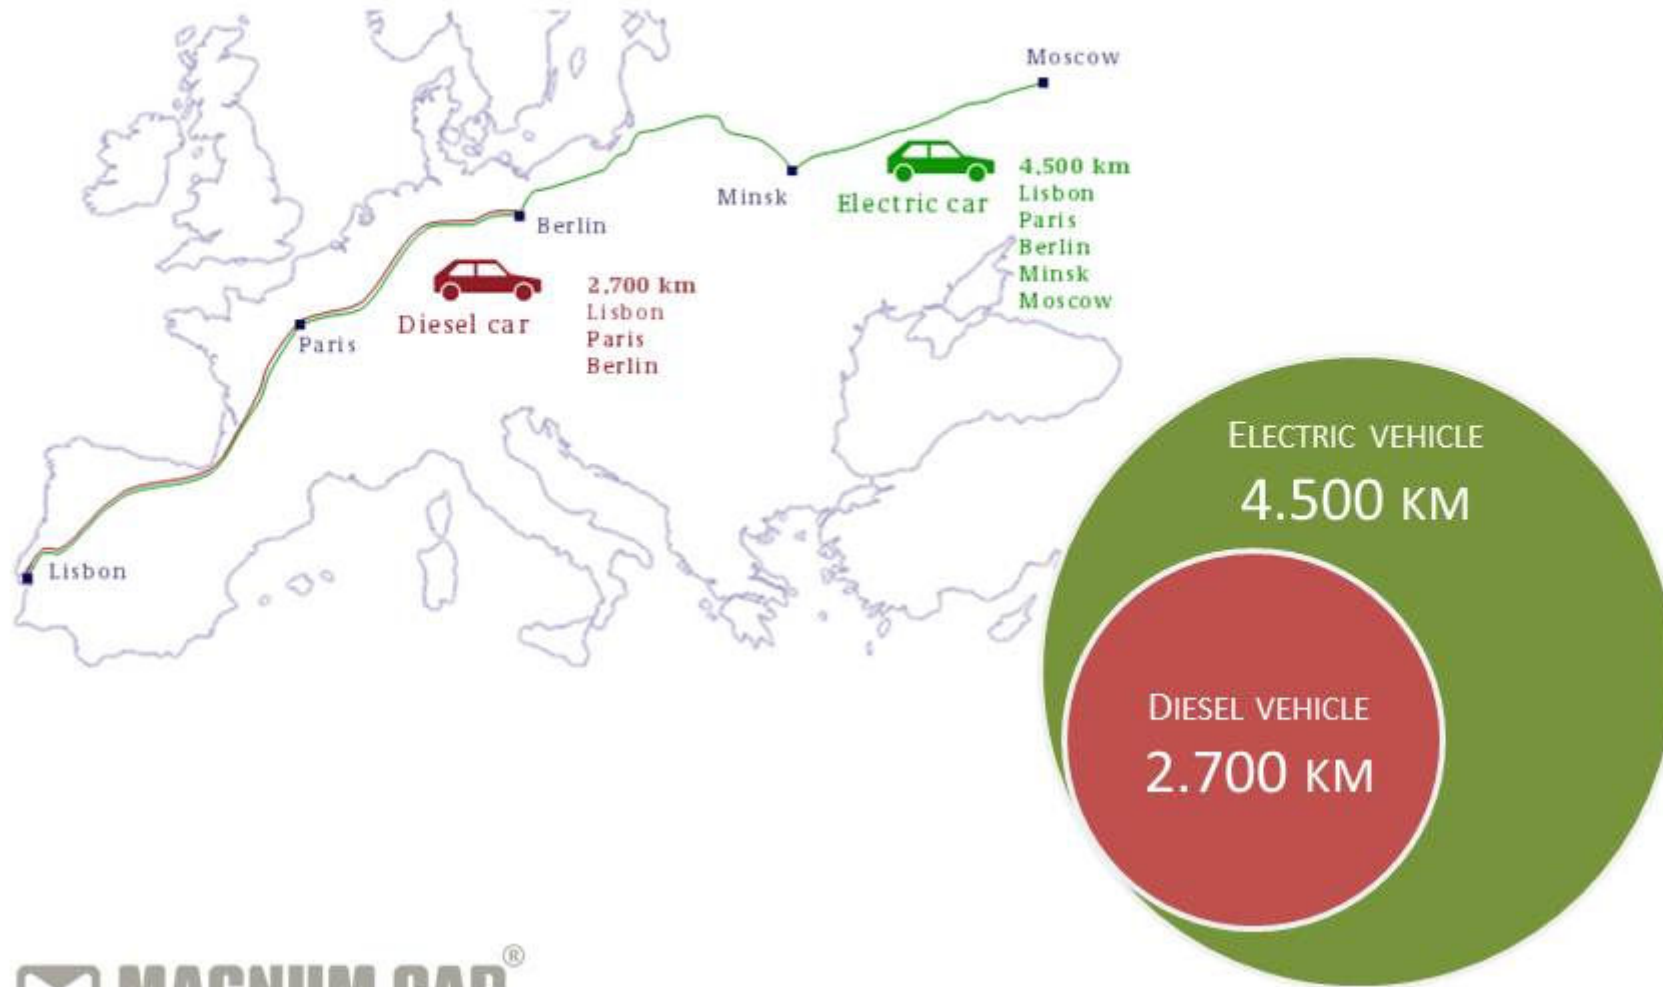 Moscow
4,500 km
Lisbon
Paris
Berlin
Minsk
Moscow
Electric car
Minsk
Berlin
2,700 km
Lisbon
Paris
Berlin
Diesel car
Paris
Lisbon
ELECTRIC VEHICLE
4.500 KM
DIESEL VEHICLE
2.700 KM
MAGNUM CAP®